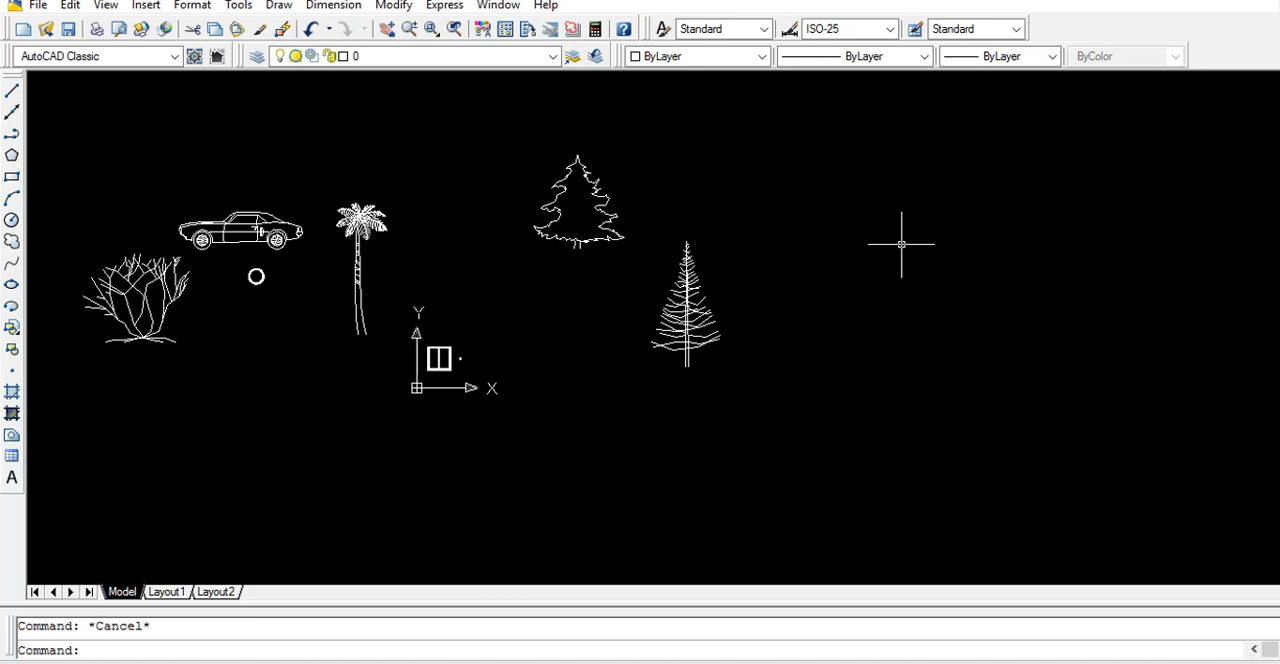 File Edit View Insert Format Tools Draw Dimension Modify Express Window Help
Standard ISO-25 Standard
AutoCAD Classic 0 ByLayer ByLayer ByLayer ByColor
Y
X
A
Model Layout1 Layout2
Command: *Cancel*
Command: